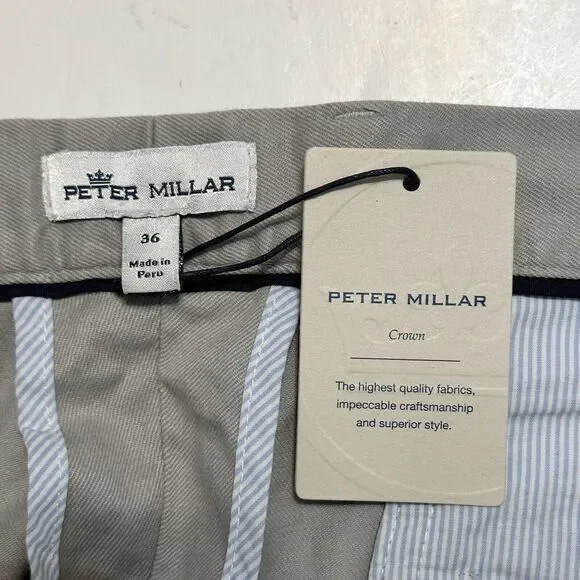 PETER MILLAR
36
Made in
Peru
PETER MILLAR
Crown
The highest quality fabrics,
impeccable craftsmanship
and superior style.